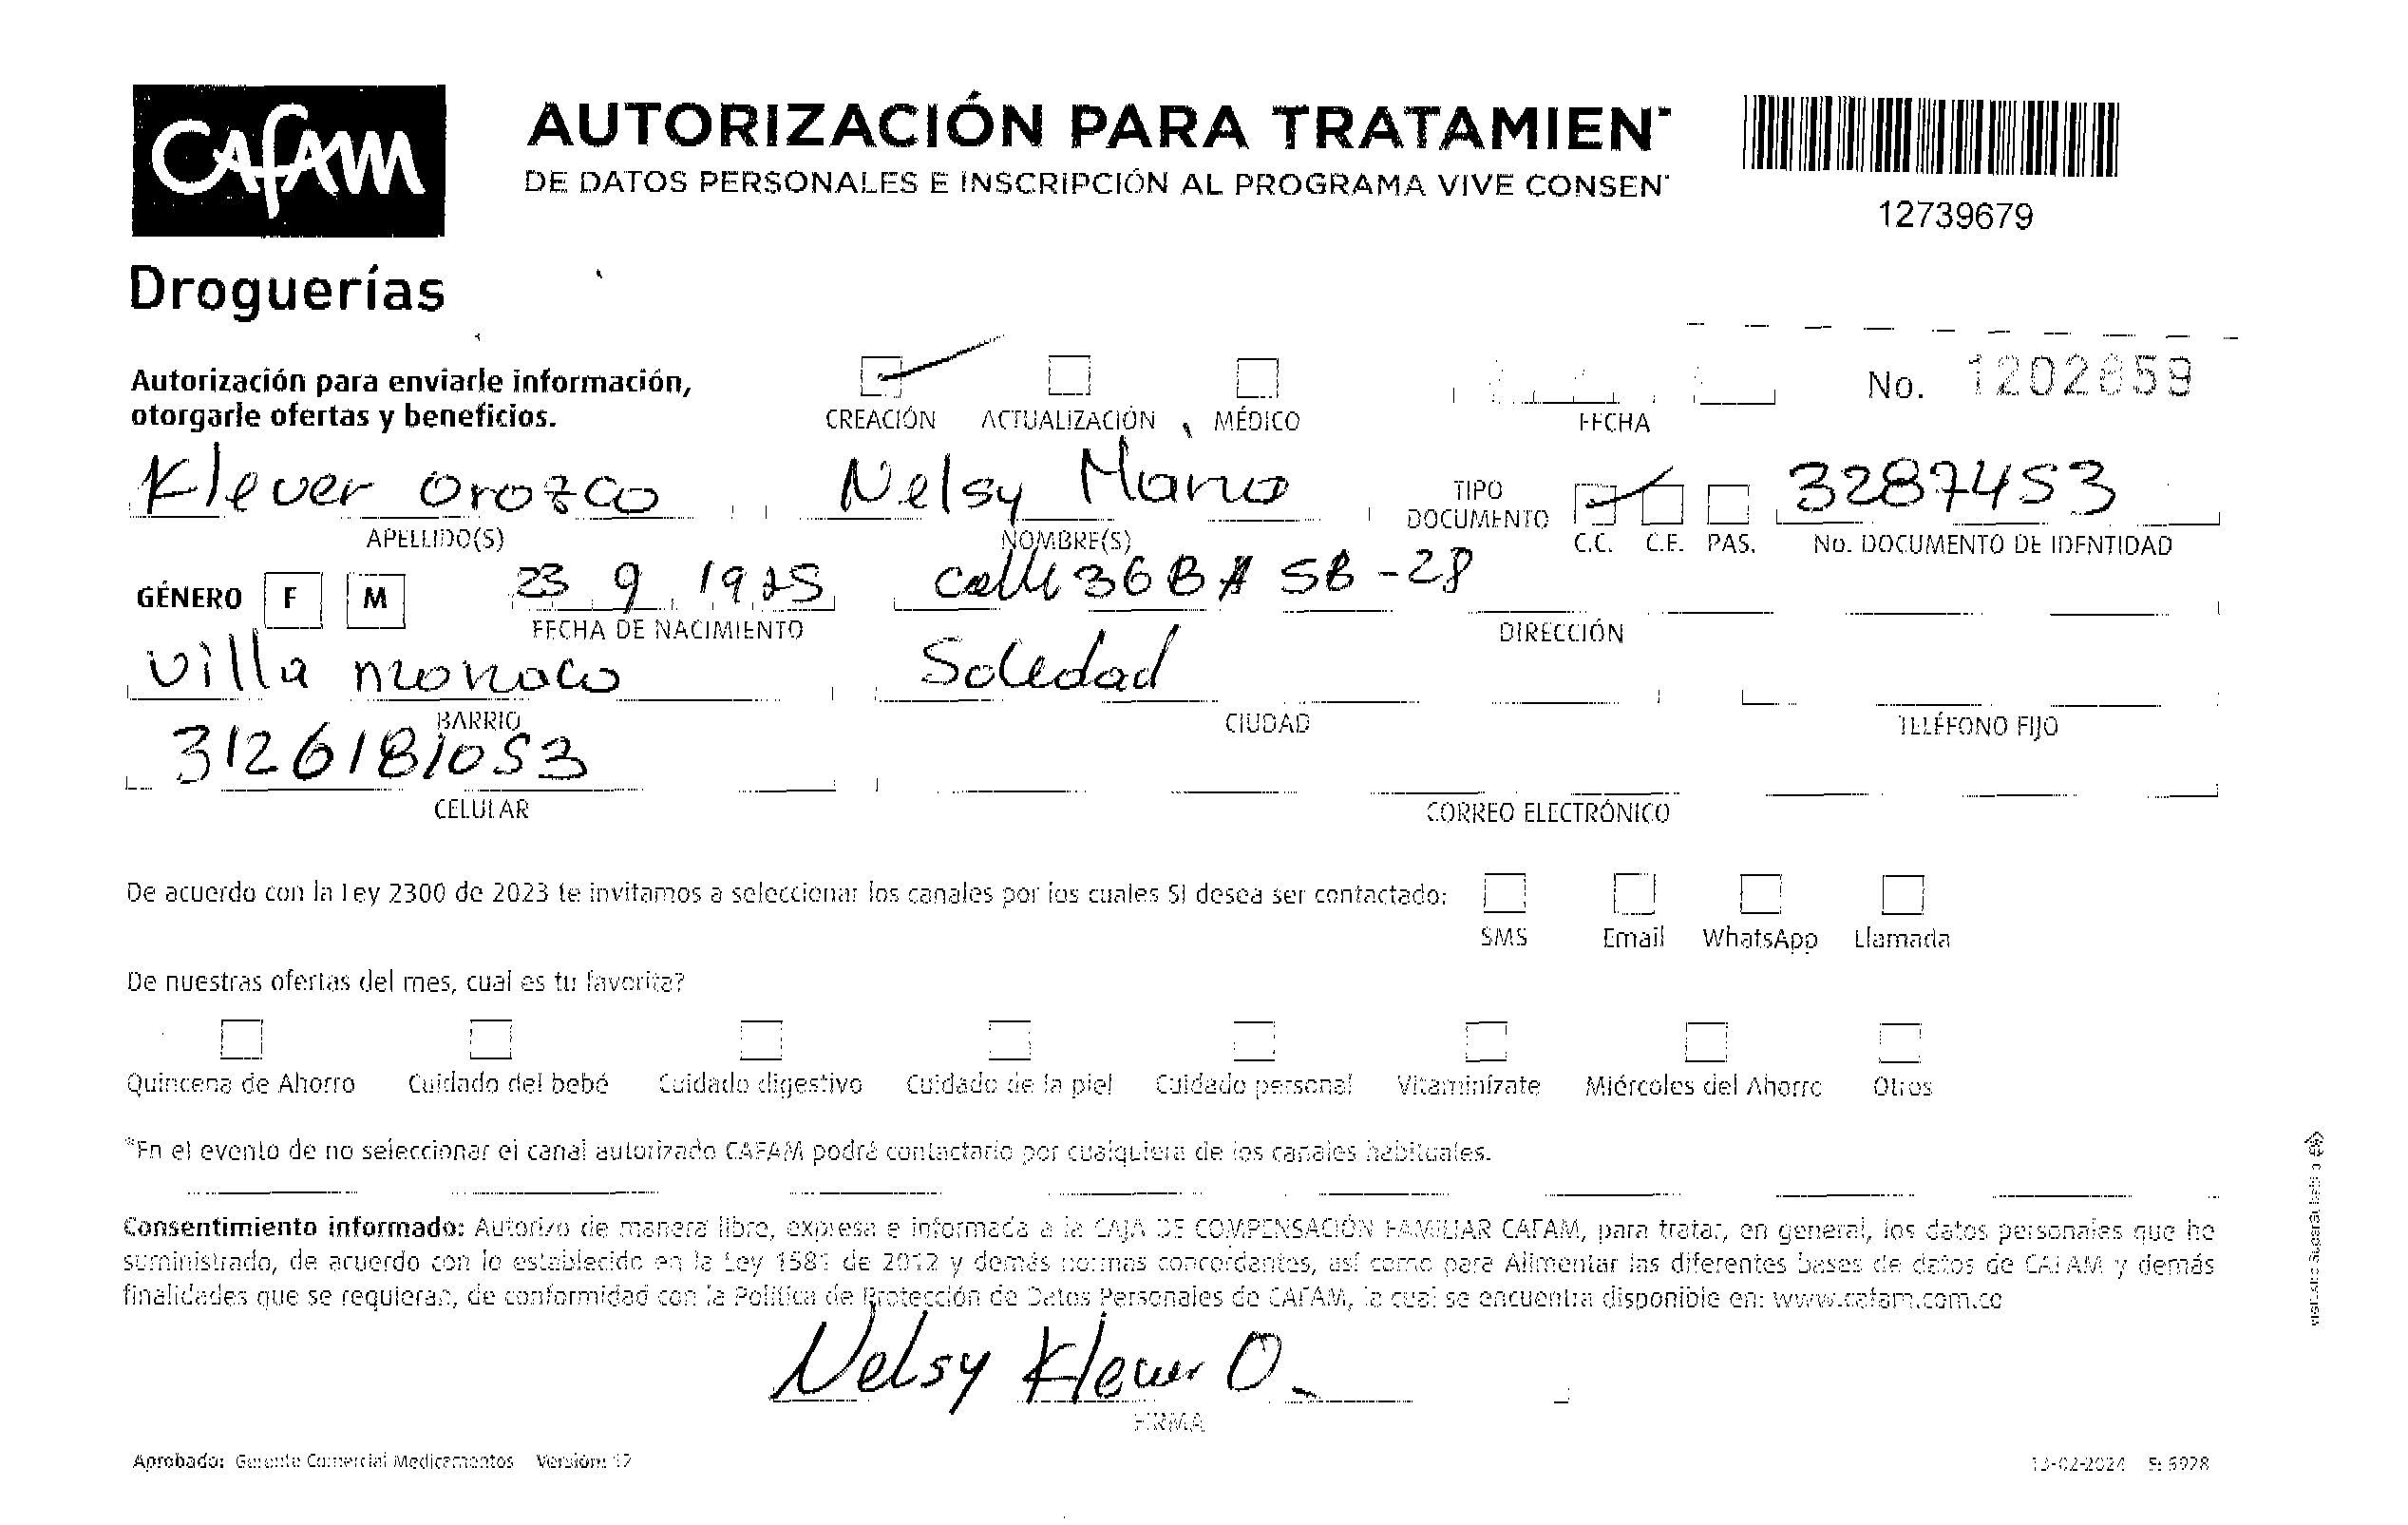 CAFAM
Droguerías
AUTORIZACIÓN PARA TRATAMIEN
DE DATOS PERSONALES E INSCRIPCIÓN AL PROGRAMA VIVE CONSEN
12739679
Autorización para enviarle información,
otorgarle ofertas y beneficios.
CREACIÓN ACTUALIZACIÓN MÉDICO
FECHA
No. 1202659
Klever Orozco Nelsy Maria 3287453
APELLIDO(S) NOMBRE(S) TIPO DOCUMENTO C.C. C.E. PAS. No. DOCUMENTO DE IDENTIDAD
GÉNERO F M 23 9 19 calle 36B # 5B-28
FECHA DE NACIMIENTO DIRECCIÓN
Villa monaco Soledad
BARRIO CIUDAD TELÉFONO FIJO
3126181053
CELULAR CORREO ELECTRÓNICO
De acuerdo con la Ley 2300 de 2023 te invitamos a seleccionar los canales por los cuales SI desea ser contactado:
SMS Email WhatsApp Llamada
De nuestras ofertas del mes, cual es tu favorita?
Quincena de Ahorro Cuidado del bebé Cuidado digestivo Cuidado de la piel Cuidado personal Vitaminízate Miércoles del Ahorro Otros
*En el evento de no seleccionar el canal autorizado CAFAM podrá contactarlo por cualquiera de los canales habituales.
Consentimiento informado: Autorizo de manera libre, expresa e informada a la CAJA DE COMPENSACIÓN FAMILIAR CAFAM, para tratar, en general, los datos personales que he
suministrado, de acuerdo con lo establecido en la Ley 1581 de 2012 y demás normas concordantes, así como para Alimentar las diferentes bases de datos de CAFAM y demás
finalidades que se requieran, de conformidad con la Política de Protección de Datos Personales de CAFAM, la cual se encuentra disponible en: www.cafam.com.co
Nelsy Klever O.
FIRMA
Aprobado: Gerente Comercial Medicamentos Versión: 12
13-02-2024